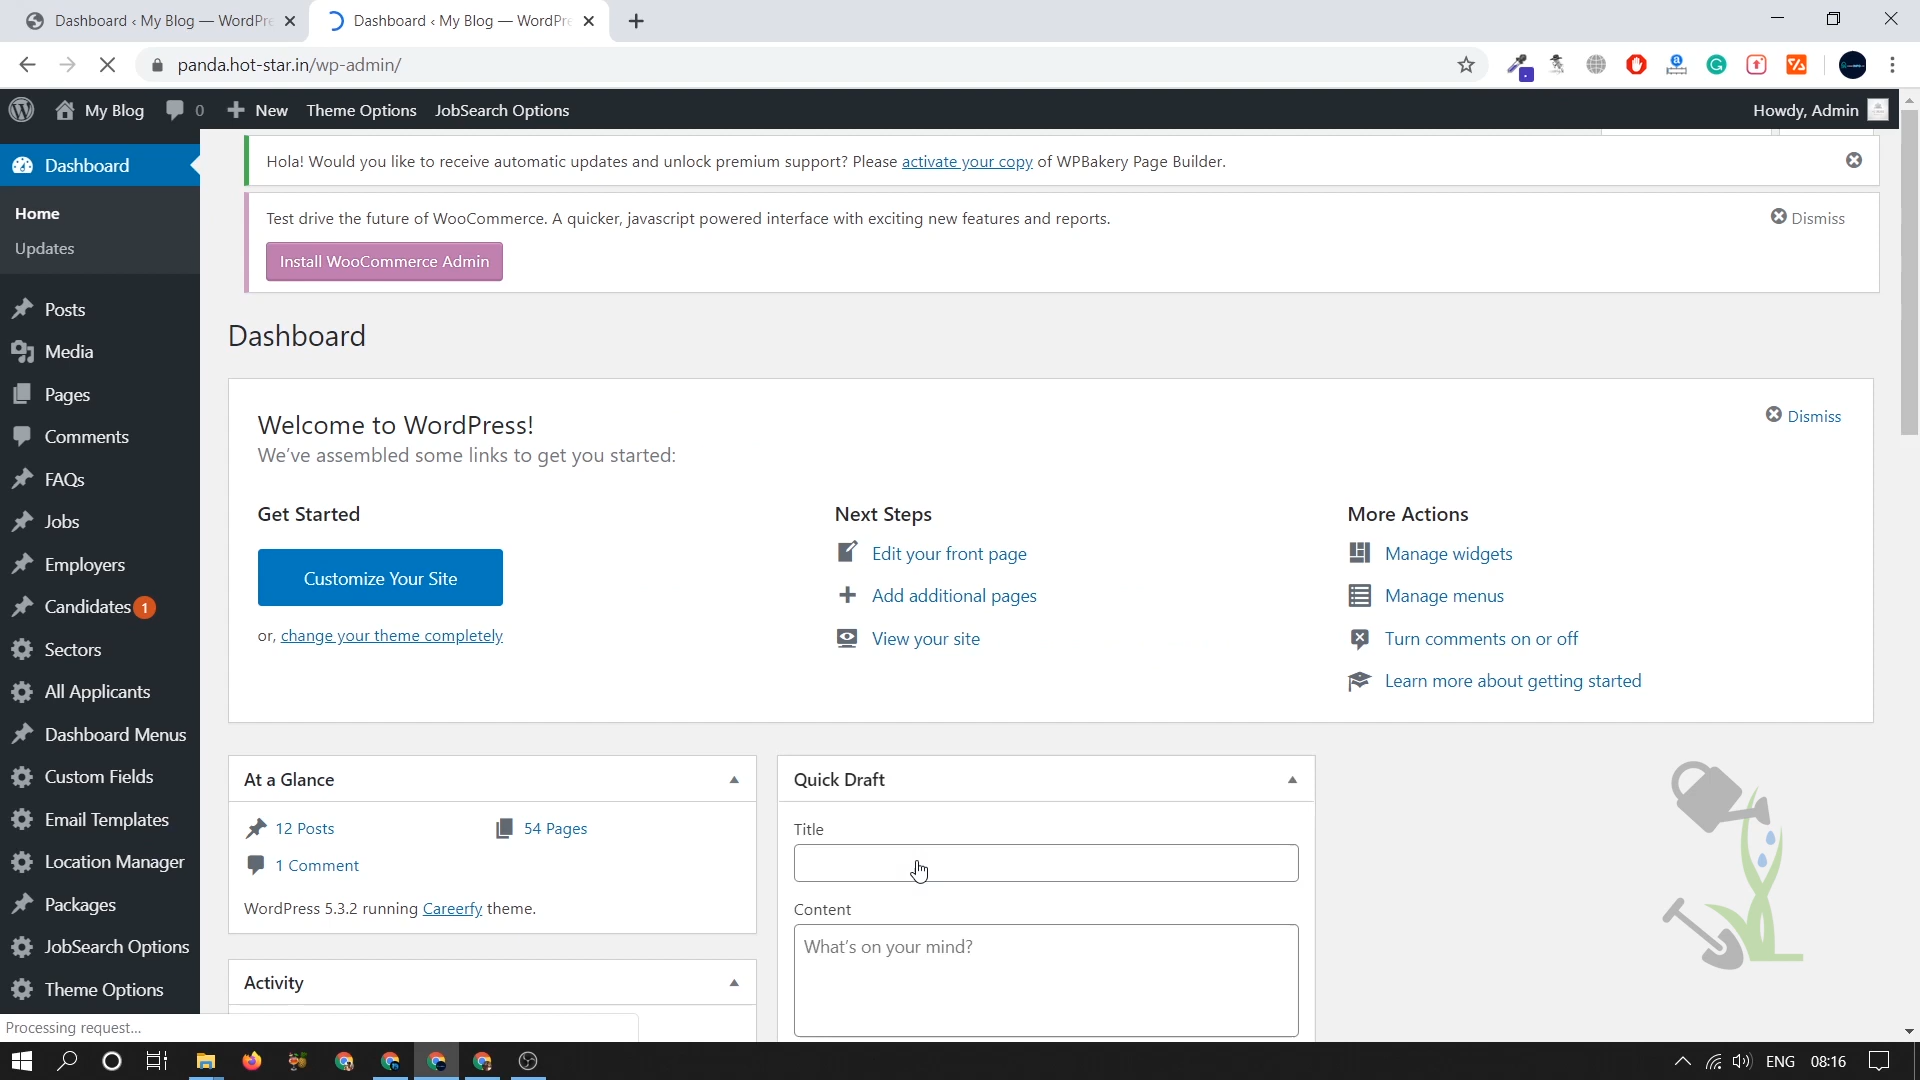 Dashboard ‹ My Blog — WordPre
Dashboard ‹ My Blog — WordPre
panda.hot-star.in/wp-admin/
My Blog
0
New
Theme Options
JobSearch Options
Howdy, Admin
Dashboard
Home
Updates
Posts
Media
Pages
Comments
FAQs
Jobs
Employers
Candidates 1
Sectors
All Applicants
Dashboard Menus
Custom Fields
Email Templates
Location Manager
Packages
JobSearch Options
Theme Options
Hola! Would you like to receive automatic updates and unlock premium support? Please activate your copy of WPBakery Page Builder.
Test drive the future of WooCommerce. A quicker, javascript powered interface with exciting new features and reports.
Dismiss
Install WooCommerce Admin
Dashboard
Welcome to WordPress!
Dismiss
We've assembled some links to get you started:
Get Started
Customize Your Site
or, change your theme completely
Next Steps
Edit your front page
Add additional pages
View your site
More Actions
Manage widgets
Manage menus
Turn comments on or off
Learn more about getting started
At a Glance
12 Posts
54 Pages
1 Comment
WordPress 5.3.2 running Careerfy theme.
Activity
Quick Draft
Title
Content
What's on your mind?
Processing request...
ENG
08:16